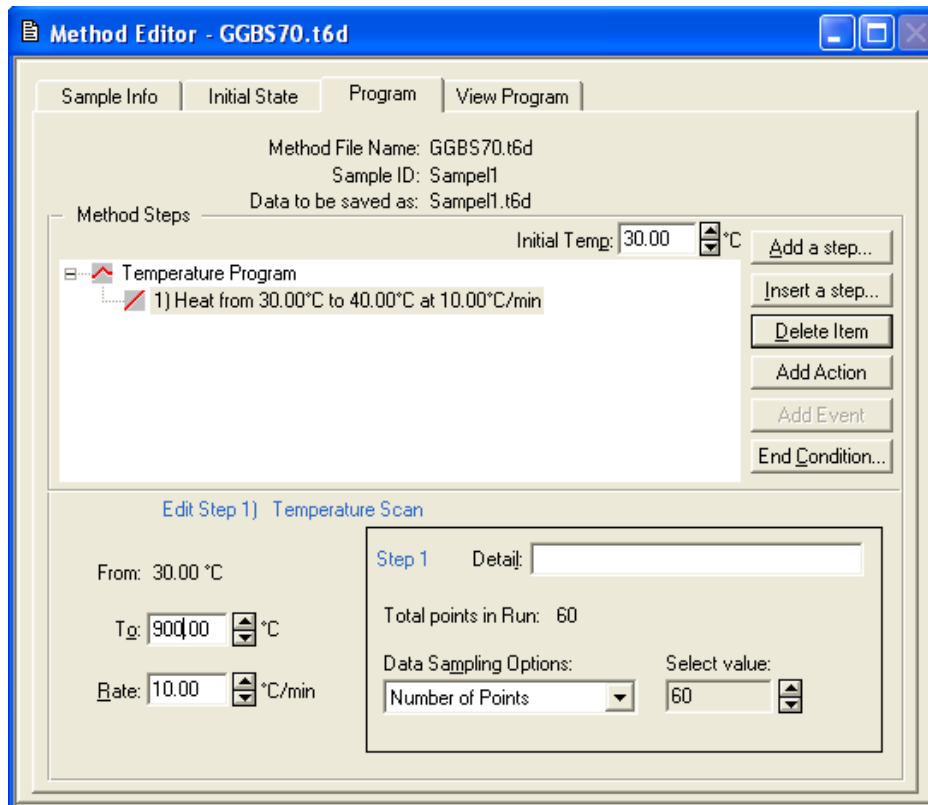 Method Editor - GGBS70.t6d
Sample Info Initial State Program View Program
Method File Name: GGBS70.t6d
Sample ID: Sampel1
Data to be saved as: Sampel1.t6d
Method Steps
Initial Temp: 30.00 °C
Add a step...
Temperature Program
1) Heat from 30.00°C to 40.00°C at 10.00°C/min
Insert a step...
Delete Item
Add Action
Add Event
End Condition...
Edit Step 1) Temperature Scan
Step 1 Detail:
From: 30.00 °C
To: 900.00 °C
Total points in Run: 60
Data Sampling Options: Select value:
Rate: 10.00 °C/min
Number of Points 60